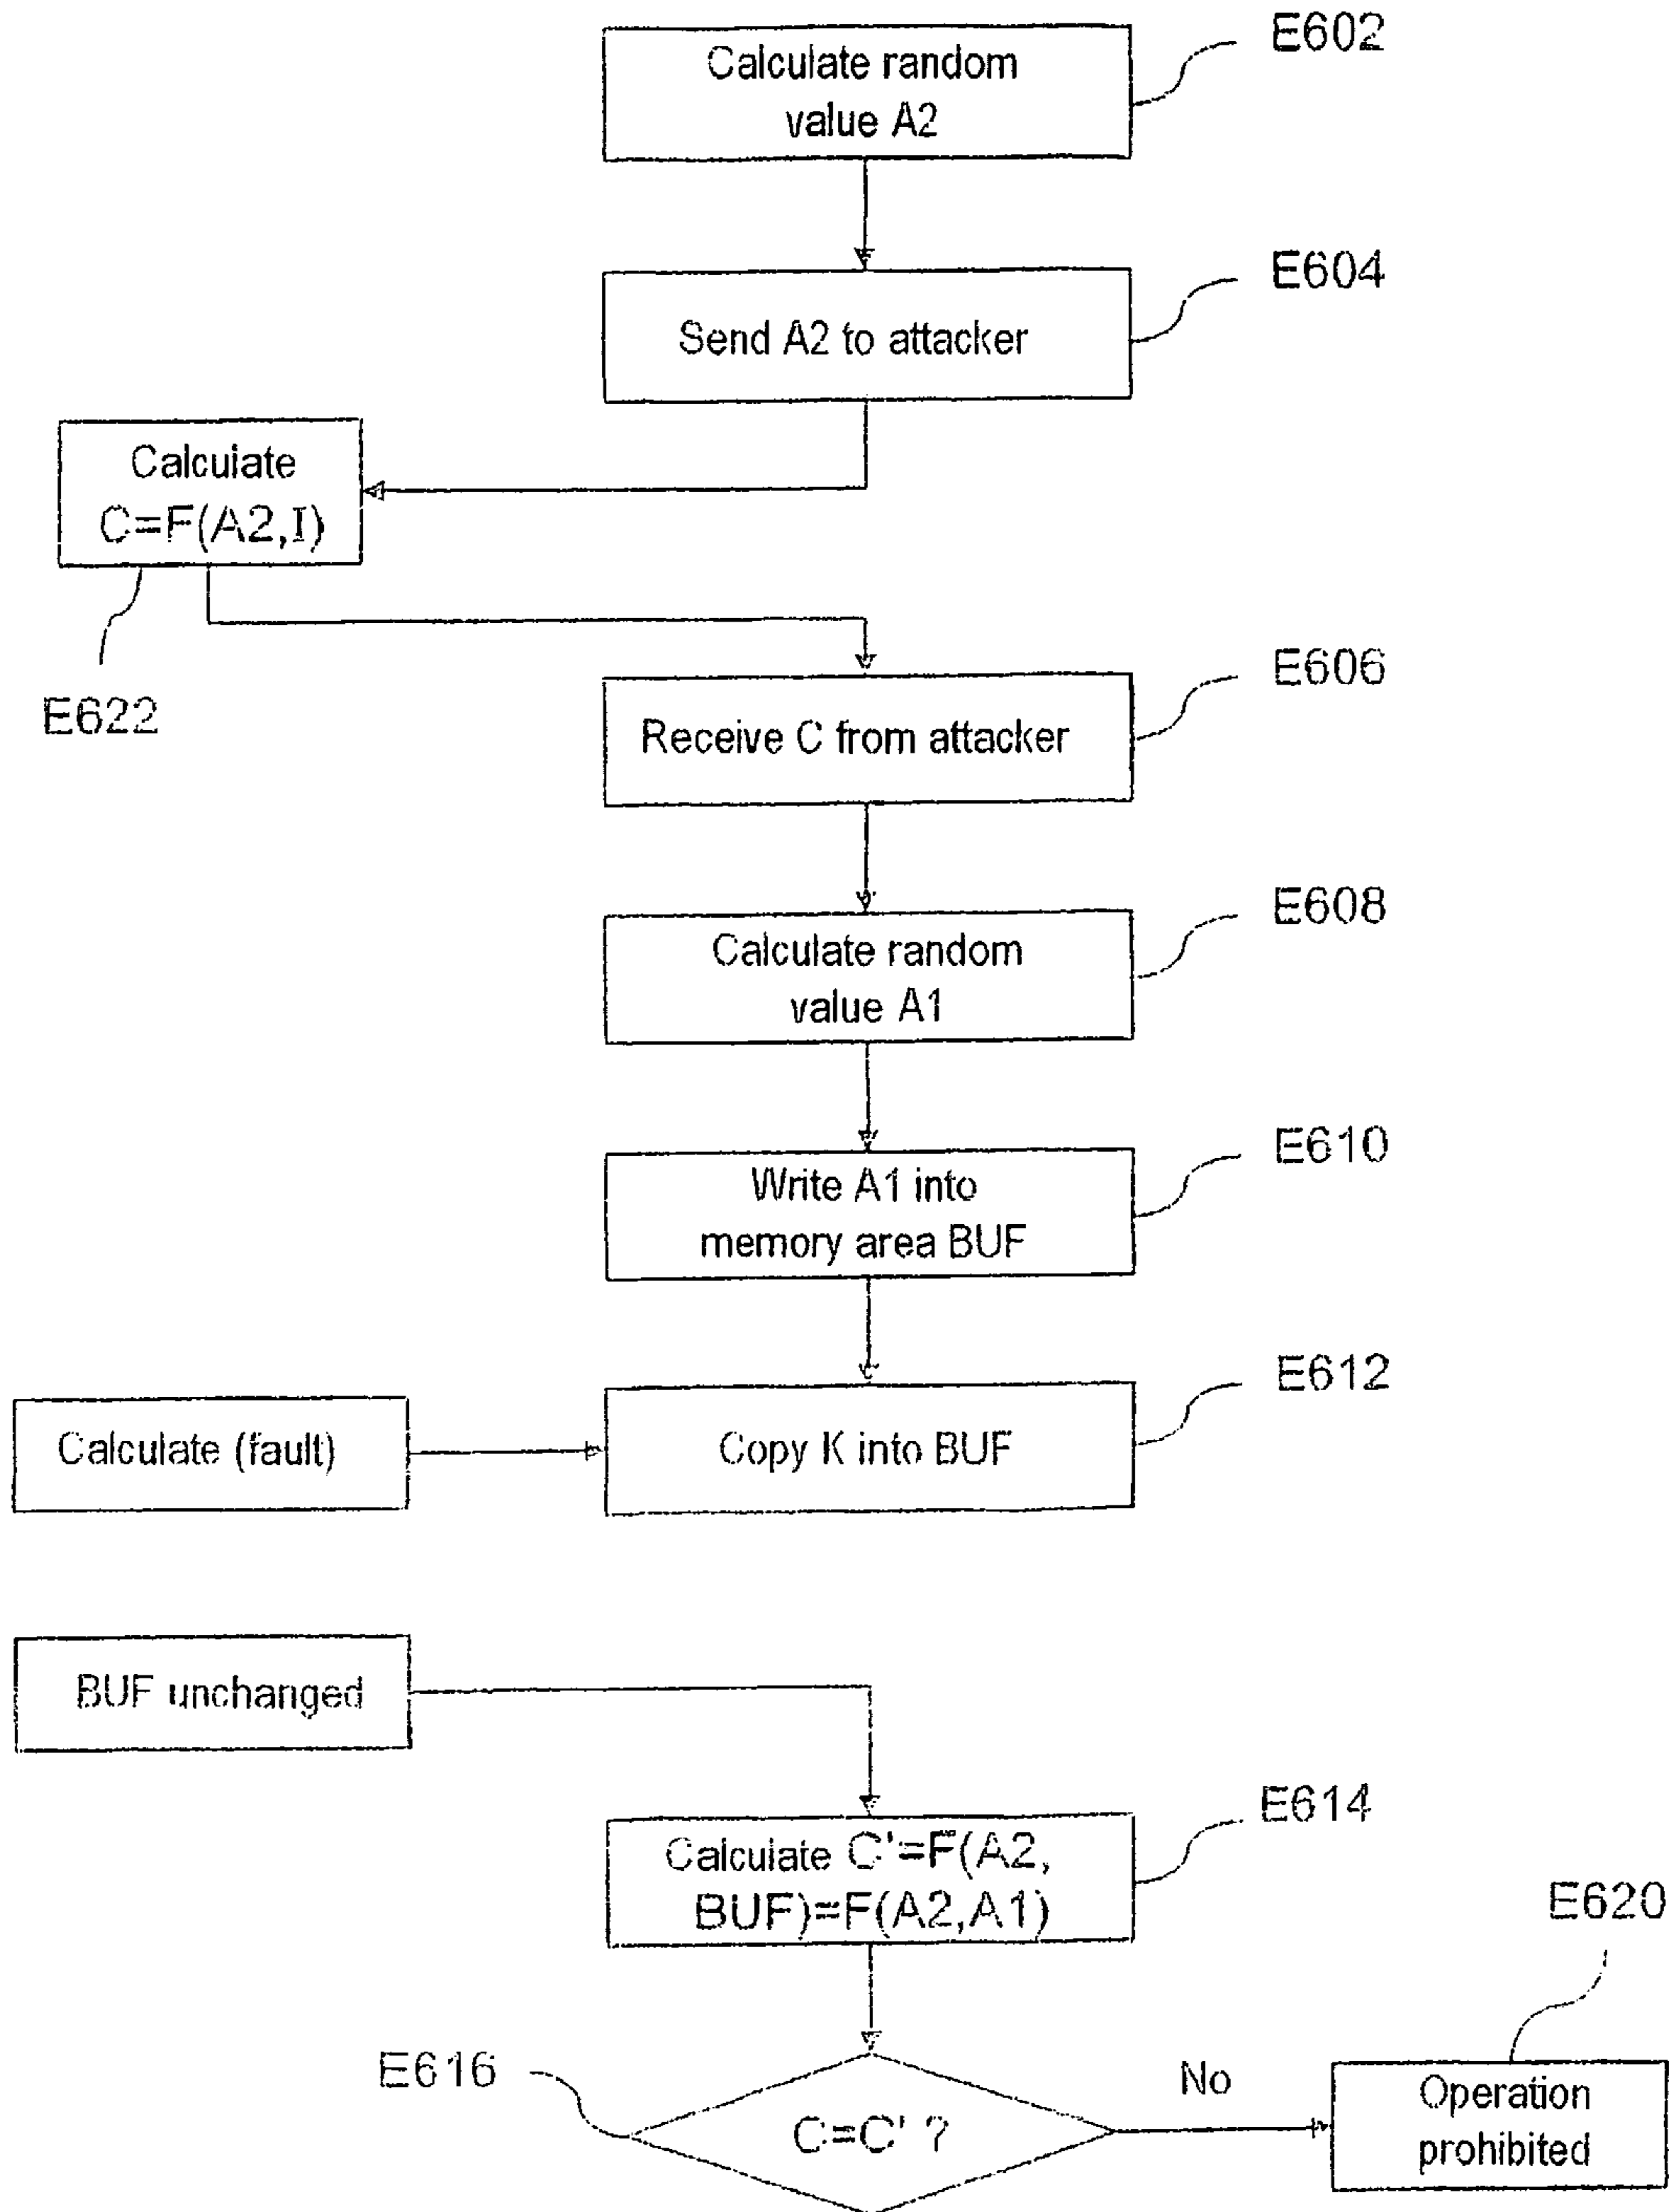 Calculate random
value A2
E602
Send A2 to attacker
E604
Calculate
C=F(A2,I)
E622
Receive C from attacker
E606
Calculate random
value A1
E608
Write A1 into
memory area BUF
E610
Calculate (fault)
Copy K into BUF
E612
BUF unchanged
Calculate C'=F(A2,
BUF)=F(A2,A1)
E614
E616
C=C' ?
No
Operation
prohibited
E620